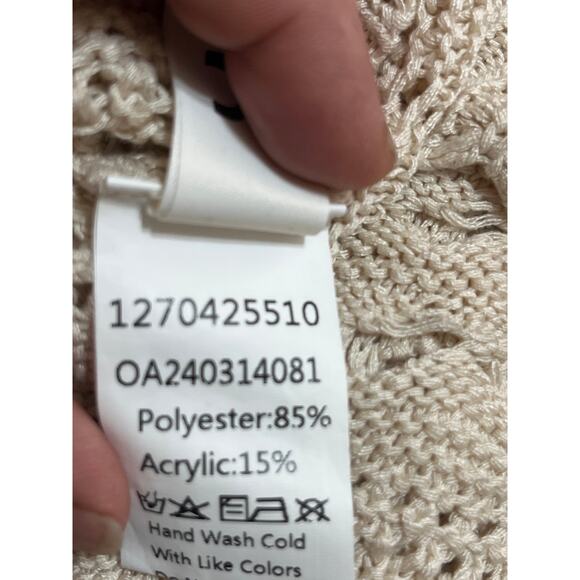 1270425510
OA240314081
Polyester:85%
Acrylic:15%
Hand Wash Cold
With Like Colors